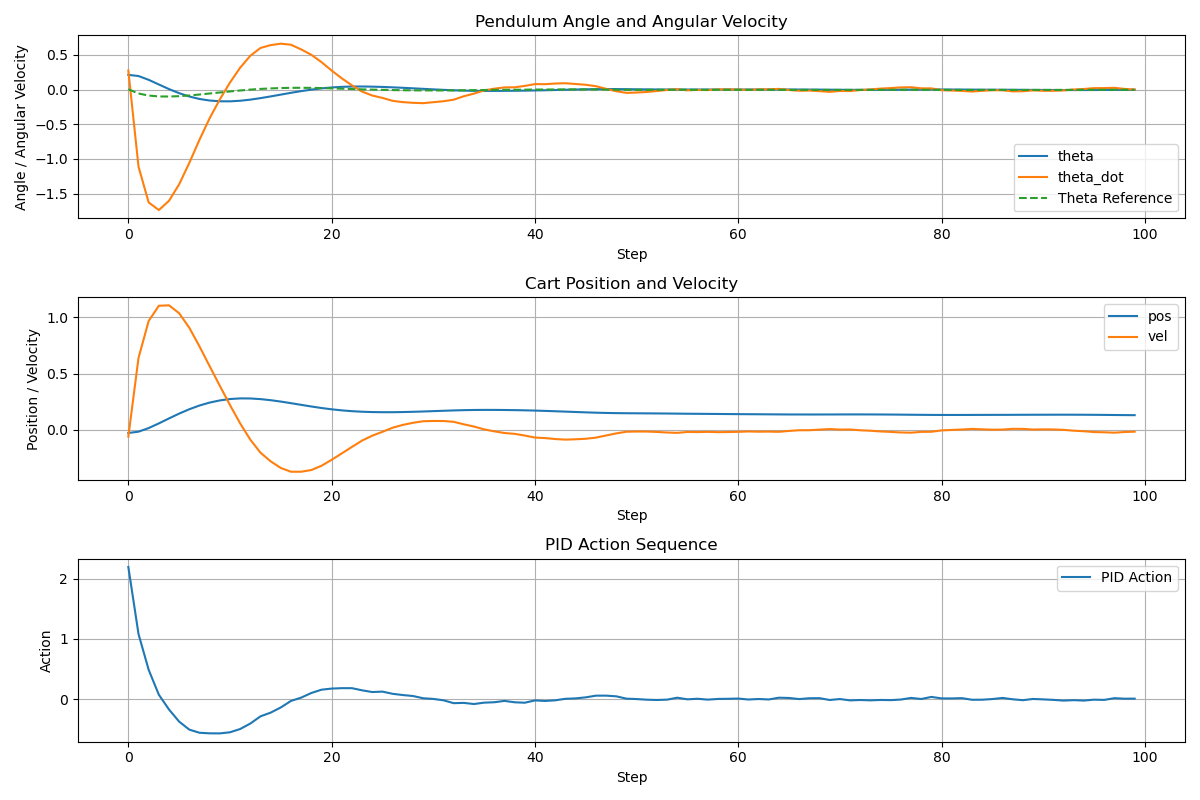 Pendulum Angle and Angular Velocity
Angle / Angular Velocity
0.5
0.0
−0.5
−1.0
−1.5
theta
theta_dot
Theta Reference
0 20 40 60 80 100
Step
Cart Position and Velocity
Position / Velocity
1.0
0.5
0.0
pos
vel
0 20 40 60 80 100
Step
PID Action Sequence
Action
2
1
0
PID Action
0 20 40 60 80 100
Step